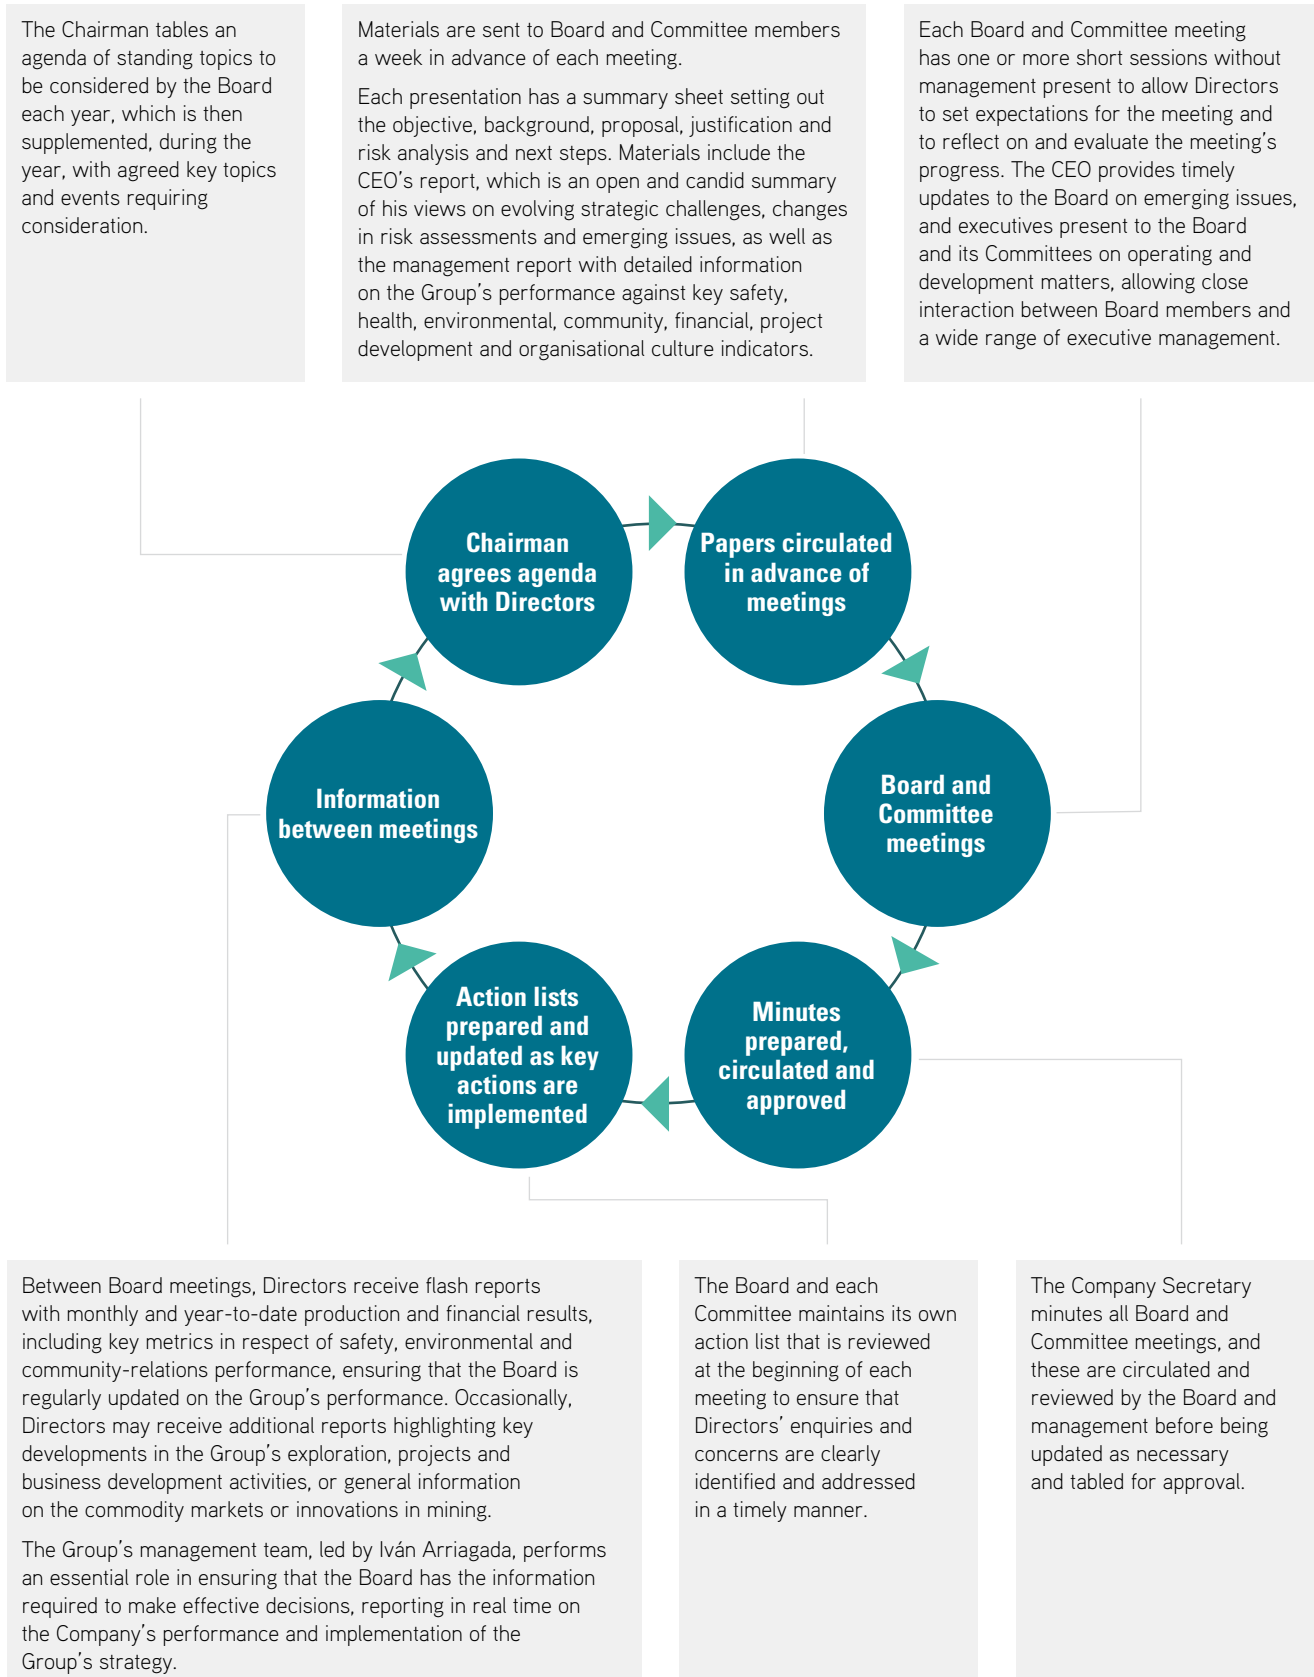 The Chairman tables an
agenda of standing topics to
be considered by the Board
each year, which is then
supplemented, during the
year, with agreed key topics
and events requiring
consideration.
Materials are sent to Board and Committee members
a week in advance of each meeting.
Each presentation has a summary sheet setting out
the objective, background, proposal, justification and
risk analysis and next steps. Materials include the
CEO's report, which is an open and candid summary
of his views on evolving strategic challenges, changes
in risk assessments and emerging issues, as well as
the management report with detailed information
on the Group's performance against key safety,
health, environmental, community, financial, project
development and organisational culture indicators.
Each Board and Committee meeting
has one or more short sessions without
management present to allow Directors
to set expectations for the meeting and
to reflect on and evaluate the meeting's
progress. The CEO provides timely
updates to the Board on emerging issues,
and executives present to the Board
and its Committees on operating and
development matters, allowing close
interaction between Board members and
a wide range of executive management.
Chairman
agrees agenda
with Directors
Papers circulated
in advance of
meetings
Board and
Committee
meetings
Minutes
prepared,
circulated and
approved
Action lists
prepared and
updated as key
actions are
implemented
Information
between meetings
Between Board meetings, Directors receive flash reports
with monthly and year-to-date production and financial results,
including key metrics in respect of safety, environmental and
community-relations performance, ensuring that the Board is
regularly updated on the Group's performance. Occasionally,
Directors may receive additional reports highlighting key
developments in the Group's exploration, projects and
business development activities, or general information
on the commodity markets or innovations in mining.
The Group's management team, led by Iván Arriagada, performs
an essential role in ensuring that the Board has the information
required to make effective decisions, reporting in real time on
the Company's performance and implementation of the
Group's strategy.
The Board and each
Committee maintains its own
action list that is reviewed
at the beginning of each
meeting to ensure that
Directors' enquiries and
concerns are clearly
identified and addressed
in a timely manner.
The Company Secretary
minutes all Board and
Committee meetings, and
these are circulated and
reviewed by the Board and
management before being
updated as necessary
and tabled for approval.